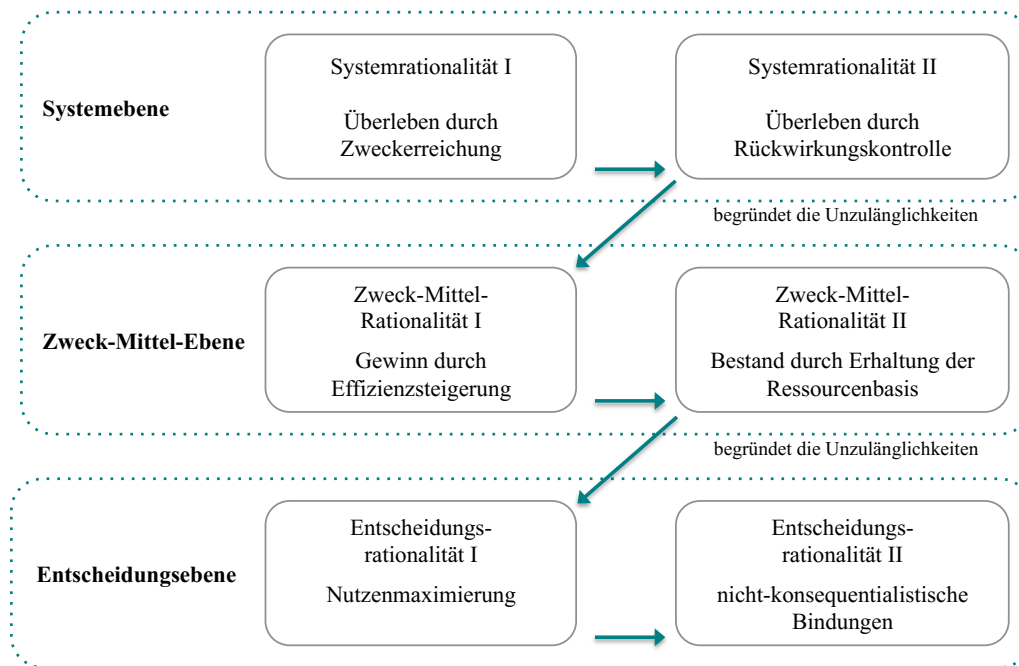 Systemebene
Systemrationalität I
Überleben durch
Zweckerreichung
Systemrationalität II
Überleben durch
Rückwirkungskontrolle
begründet die Unzulänglichkeiten
Zweck-Mittel-Ebene
Zweck-Mittel-
Rationalität I
Gewinn durch
Effizienzsteigerung
Zweck-Mittel-
Rationalität II
Bestand durch Erhaltung der
Ressourcenbasis
begründet die Unzulänglichkeiten
Entscheidungsebene
Entscheidungs-
rationalität I
Nutzenmaximierung
Entscheidungs-
rationalität II
nicht-konsequentialistische
Bindungen